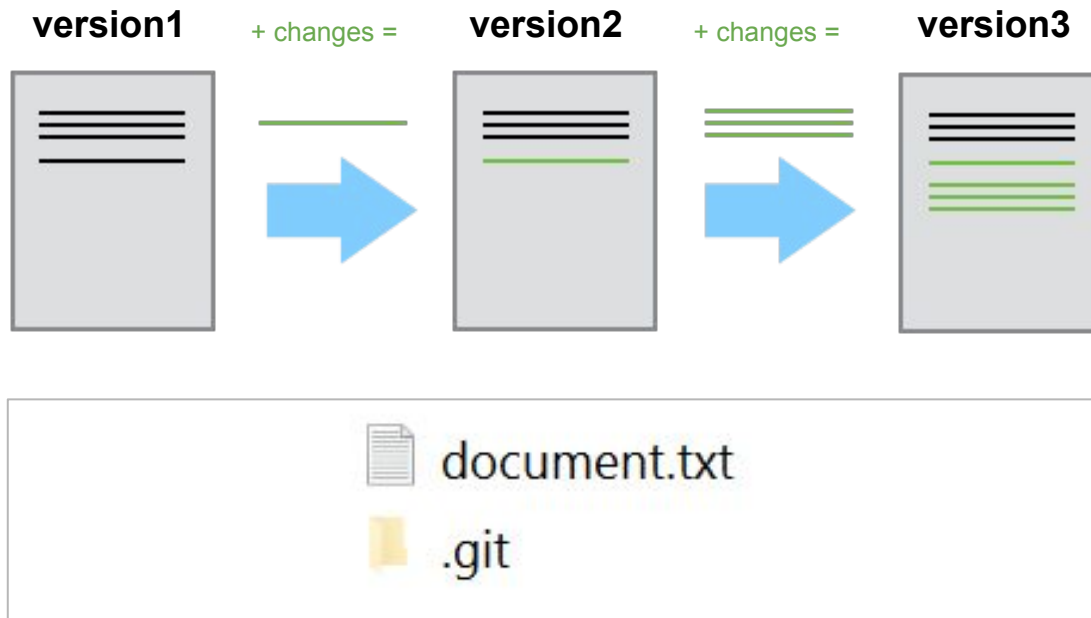 version1 + changes = version2 + changes = version3
document.txt
.git